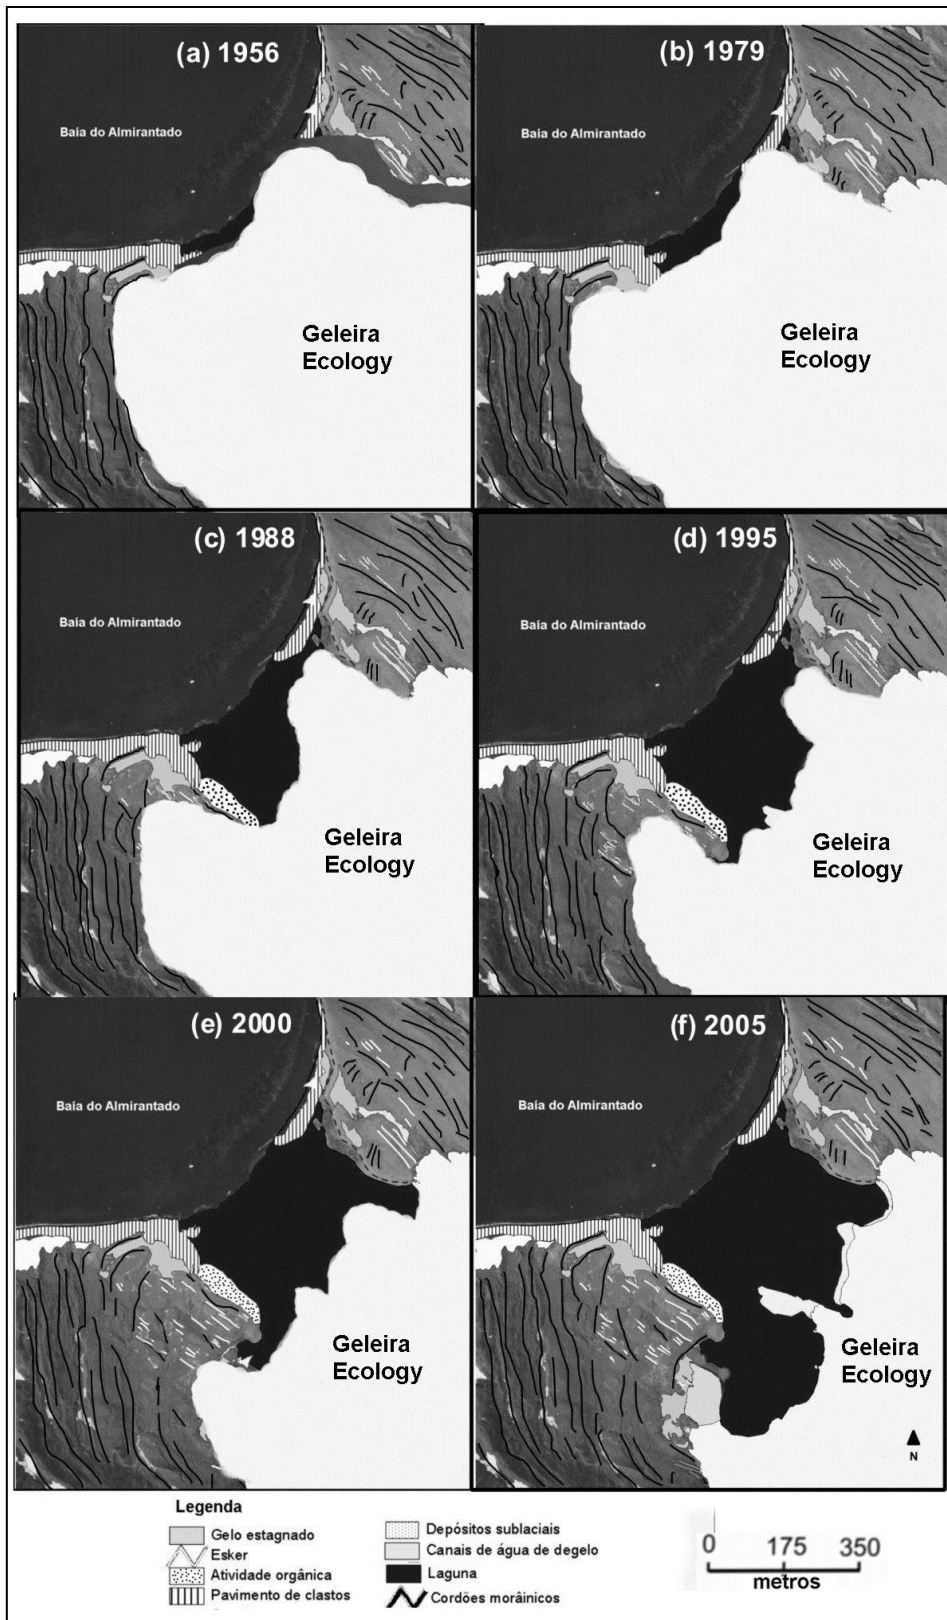 (a) 1956
Baia do Almirantado
Geleira
Ecology
(b) 1979
Baia do Almirantado
Geleira
Ecology
(c) 1988
Baia do Almirantado
Geleira
Ecology
(d) 1995
Baia do Almirantado
Geleira
Ecology
(e) 2000
Baia do Almirantado
Geleira
Ecology
(f) 2005
Baia do Almirantado
Geleira
Ecology
N
Legenda
Gelo estagnado
Esker
Atividade orgânica
Pavimento de clastos
Depósitos sublaciais
Canais de água de degelo
Laguna
Cordões morâinicos
0 175 350
metros